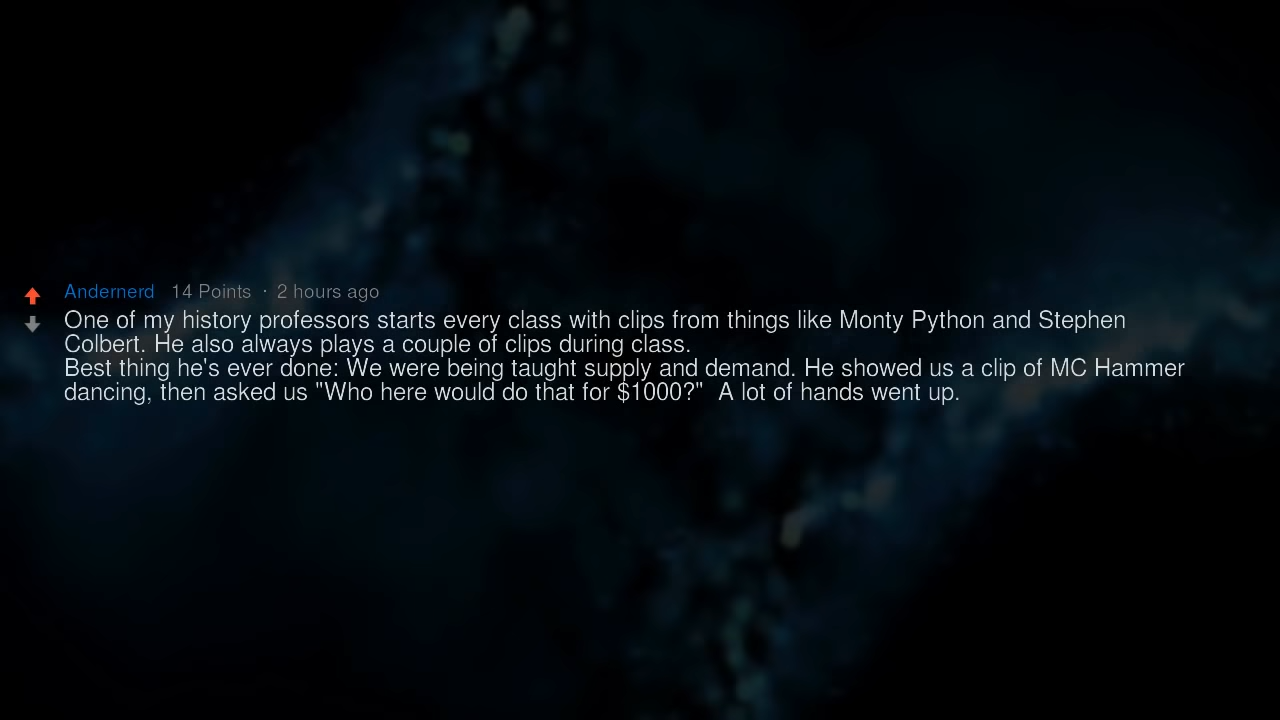 Andernerd 14 Points · 2 hours ago
One of my history professors starts every class with clips from things like Monty Python and Stephen
Colbert. He also always plays a couple of clips during class.
Best thing he's ever done: We were being taught supply and demand. He showed us a clip of MC Hammer
dancing, then asked us "Who here would do that for $1000?"  A lot of hands went up.